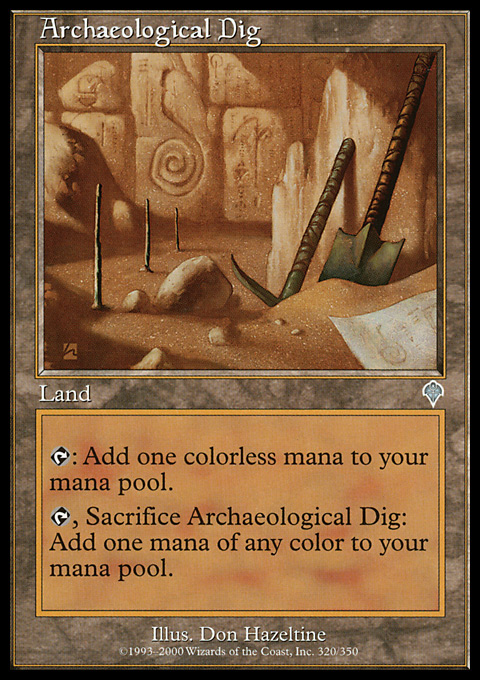 Archaeological Dig
Land
: Add one colorless mana to your
mana pool.
, Sacrifice Archaeological Dig:
Add one mana of any color to your
mana pool.
Illus. Don Hazeltine
©1993–2000 Wizards of the Coast, Inc. 320/350